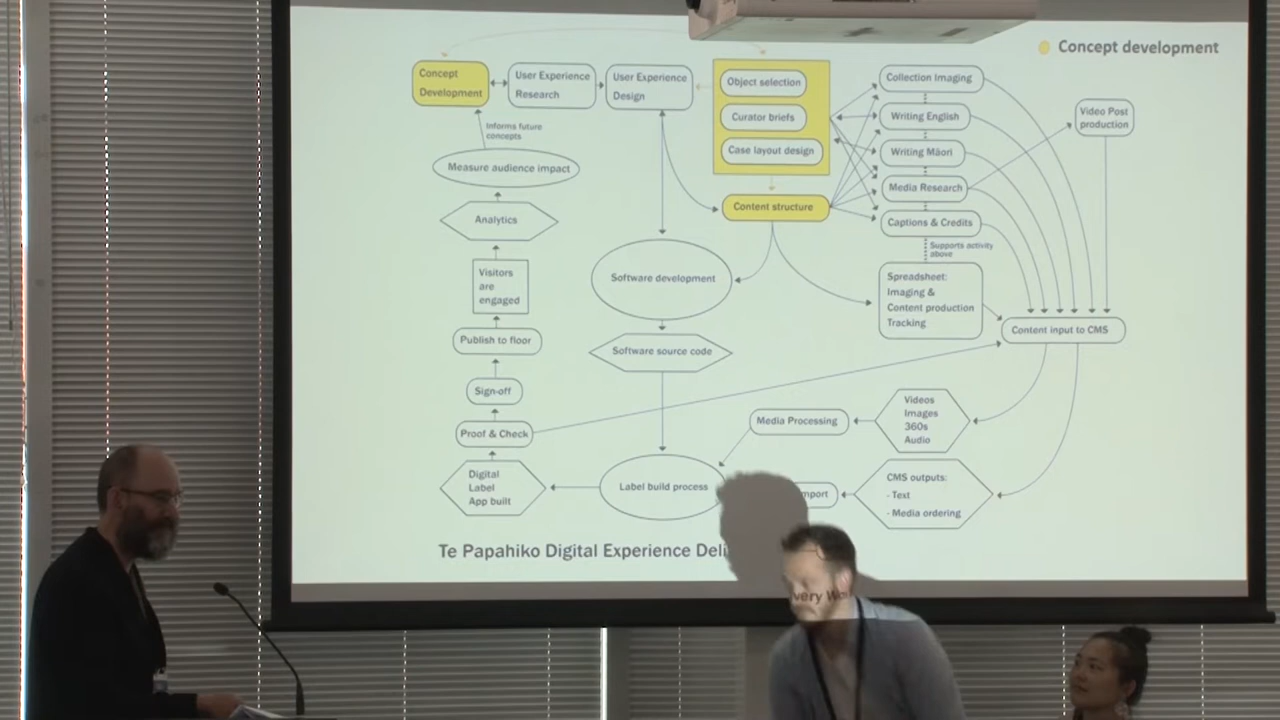 Concept development
Concept
Development
User Experience
Research
User Experience
Design
Object selection
Curator briefs
Case layout design
Content structure
Collection Imaging
Writing English
Writing Māori
Media Research
Captions & Credits
Supports activity
above
Video Post
production
Spreadsheet:
Imaging &
Content production
Tracking
Content input to CMS
Informs future
concepts
Measure audience impact
Analytics
Visitors
are
engaged
Publish to floor
Sign-off
Proof & Check
Digital
Label
App built
Software development
Software source code
Label build process
Media Processing
Videos
Images
360s
Audio
CMS outputs:
- Text
- Media ordering
Te Papahiko Digital Experience